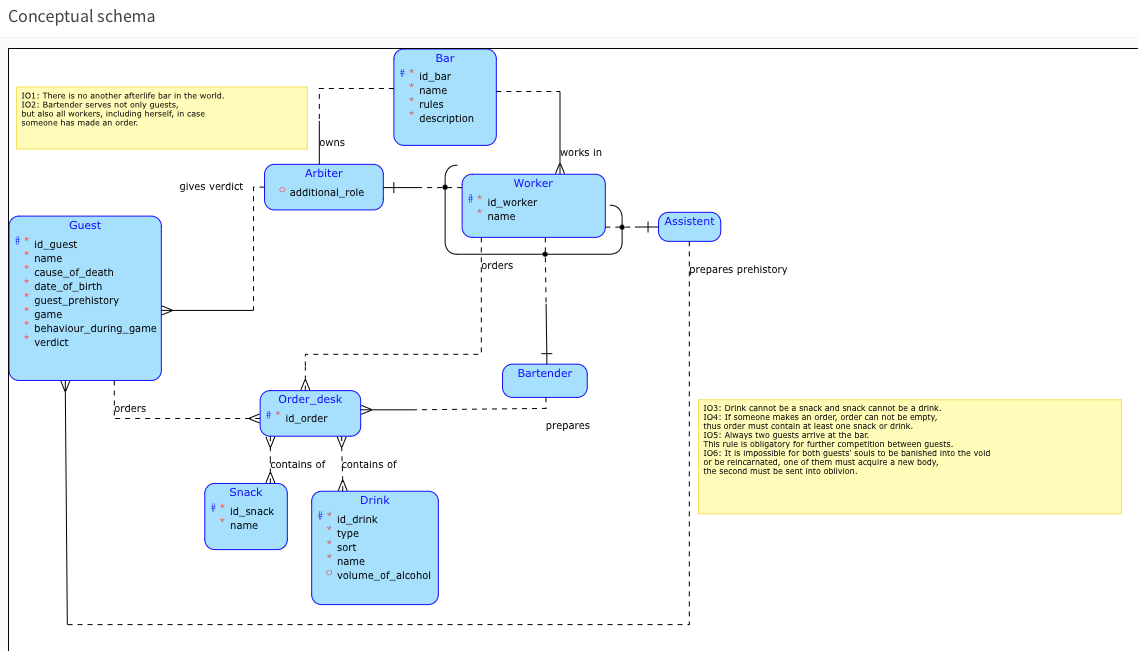 Conceptual schema
IO1: There is no another afterlife bar in the world.
IO2: Bartender serves not only guests,
but also all workers, including herself, in case
someone has made an order.
Bar
# * id_bar
* name
* rules
* description
owns
works in
Arbiter
o additional_role
gives verdict
Worker
# * id_worker
* name
Assistent
Guest
# * id_guest
* name
* cause_of_death
* date_of_birth
* guest_prehistory
* game
* behaviour_during_game
* verdict
orders
prepares prehistory
Bartender
orders
Order_desk
# * id_order
prepares
IO3: Drink cannot be a snack and snack cannot be a drink.
IO4: If someone makes an order, order can not be empty,
thus order must contain at least one snack or drink.
IO5: Always two guests arrive at the bar.
This rule is obligatory for further competition between guests.
IO6: It is impossible for both guests' souls to be banished into the void
or be reincarnated, one of them must acquire a new body,
the second must be sent into oblivion.
contains of
contains of
Snack
# * id_snack
* name
Drink
# * id_drink
* type
* sort
* name
o volume_of_alcohol